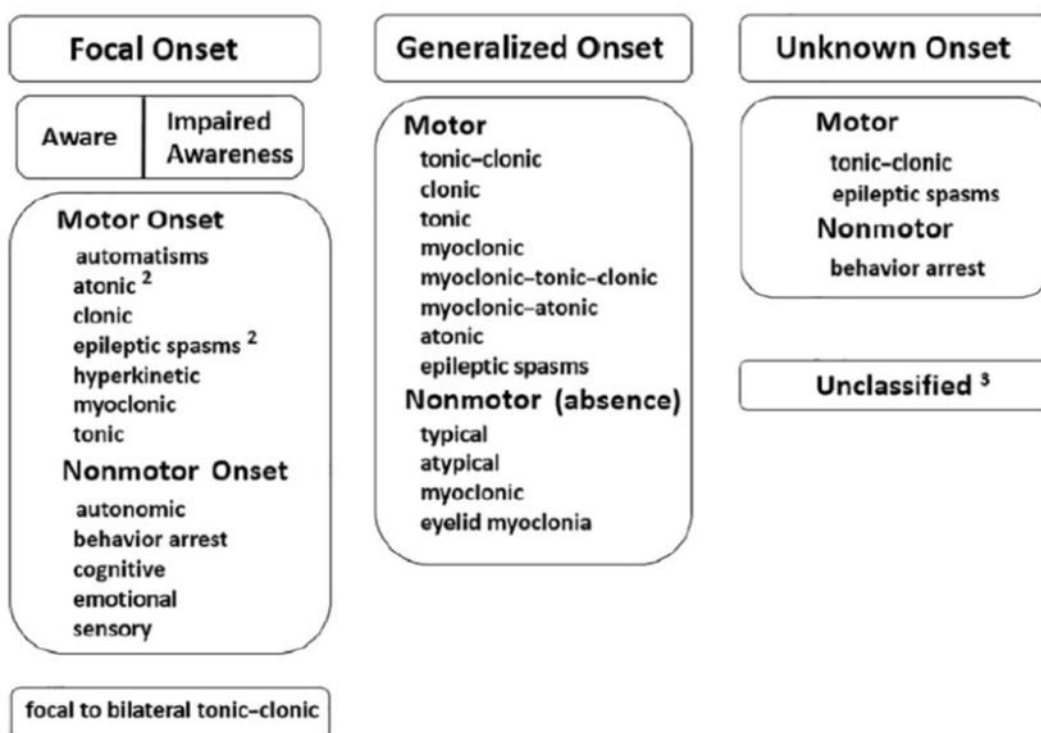 Focal Onset
Aware
Impaired
Awareness
Motor Onset
automatisms
atonic ²
clonic
epileptic spasms ²
hyperkinetic
myoclonic
tonic
Nonmotor Onset
autonomic
behavior arrest
cognitive
emotional
sensory
focal to bilateral tonic–clonic
Generalized Onset
Motor
tonic–clonic
clonic
tonic
myoclonic
myoclonic–tonic–clonic
myoclonic–atonic
atonic
epileptic spasms
Nonmotor (absence)
typical
atypical
myoclonic
eyelid myoclonia
Unknown Onset
Motor
tonic–clonic
epileptic spasms
Nonmotor
behavior arrest
Unclassified ³